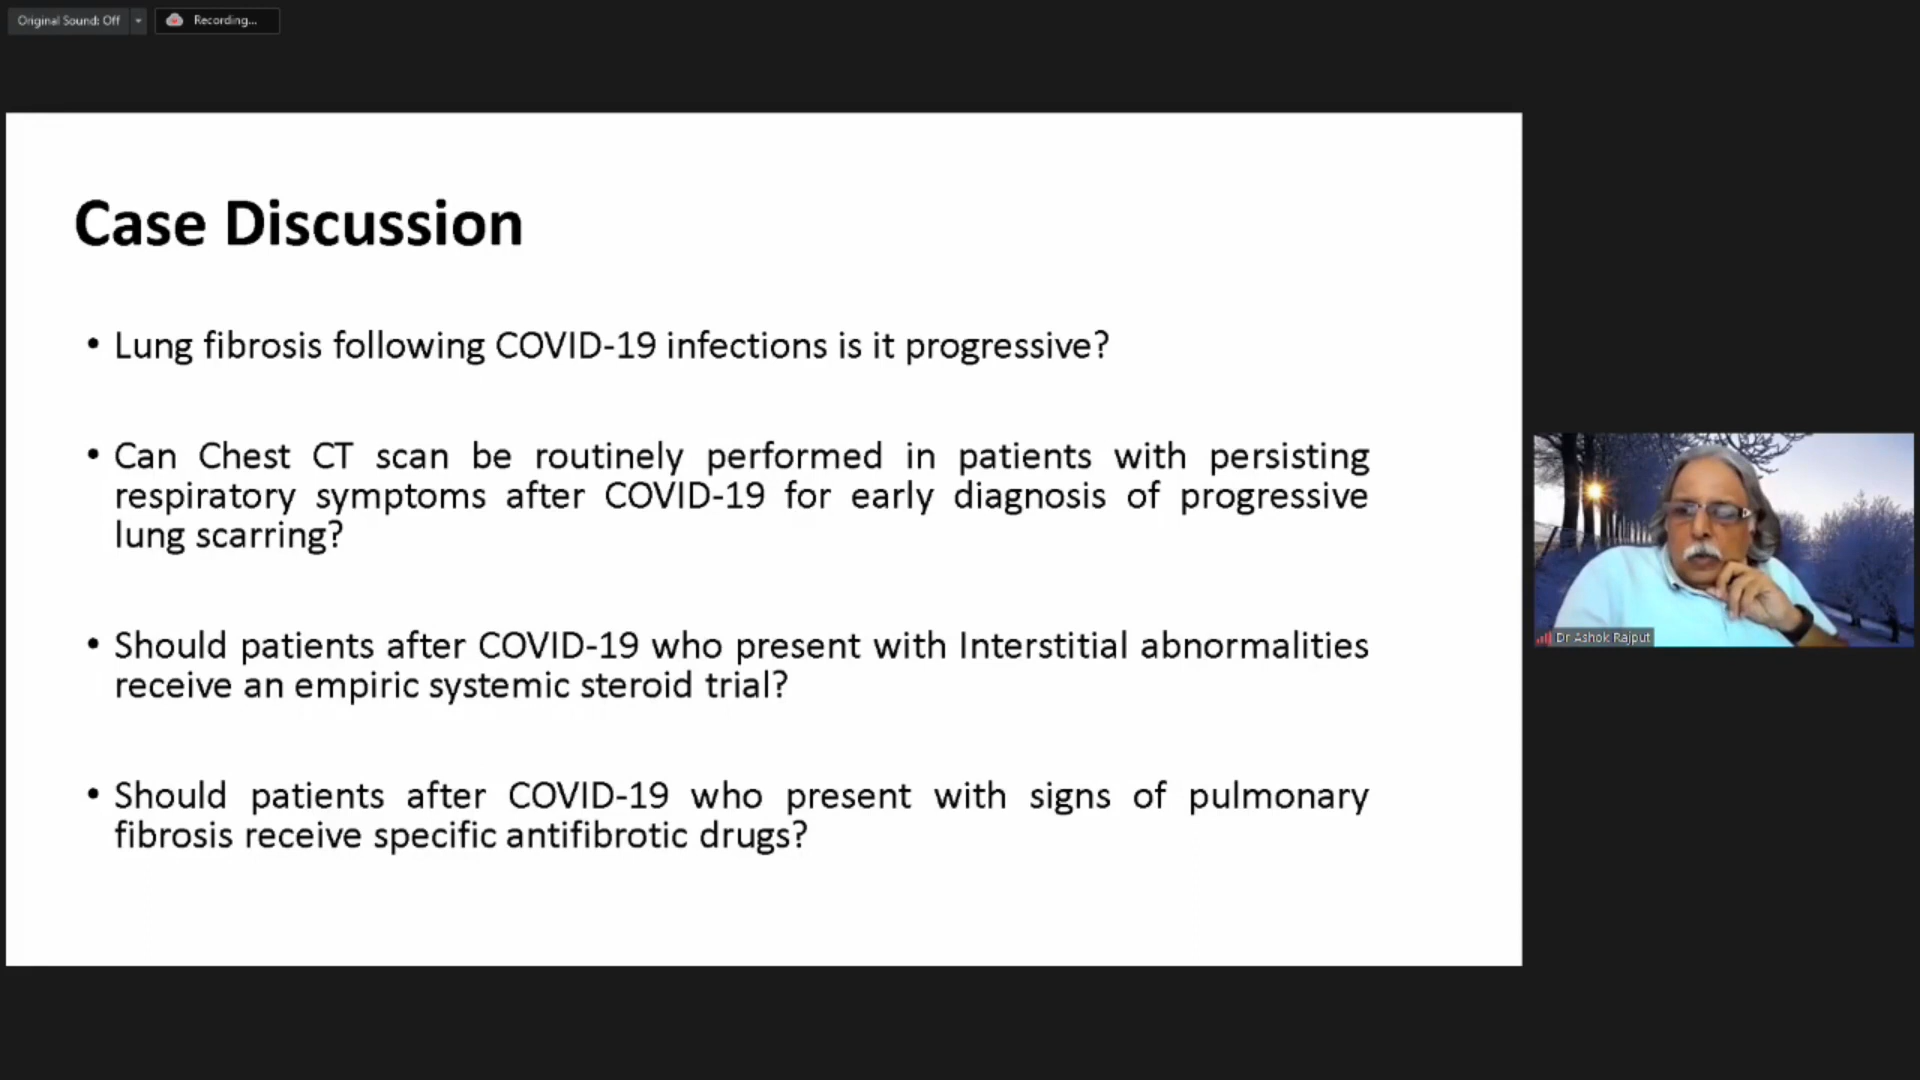 Original Sound: Off
Recording...
Case Discussion
• Lung fibrosis following COVID-19 infections is it progressive?
• Can Chest CT scan be routinely performed in patients with persisting
respiratory symptoms after COVID-19 for early diagnosis of progressive
lung scarring?
• Should patients after COVID-19 who present with Interstitial abnormalities
receive an empiric systemic steroid trial?
• Should patients after COVID-19 who present with signs of pulmonary
fibrosis receive specific antifibrotic drugs?
Dr Ashok Rajput